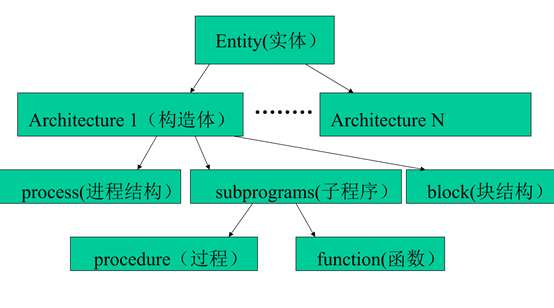 Entity(实体）
Architecture 1（构造体）
········
Architecture N
process(进程结构）
subprograms(子程序）
block(块结构）
procedure（过程）
function(函数）